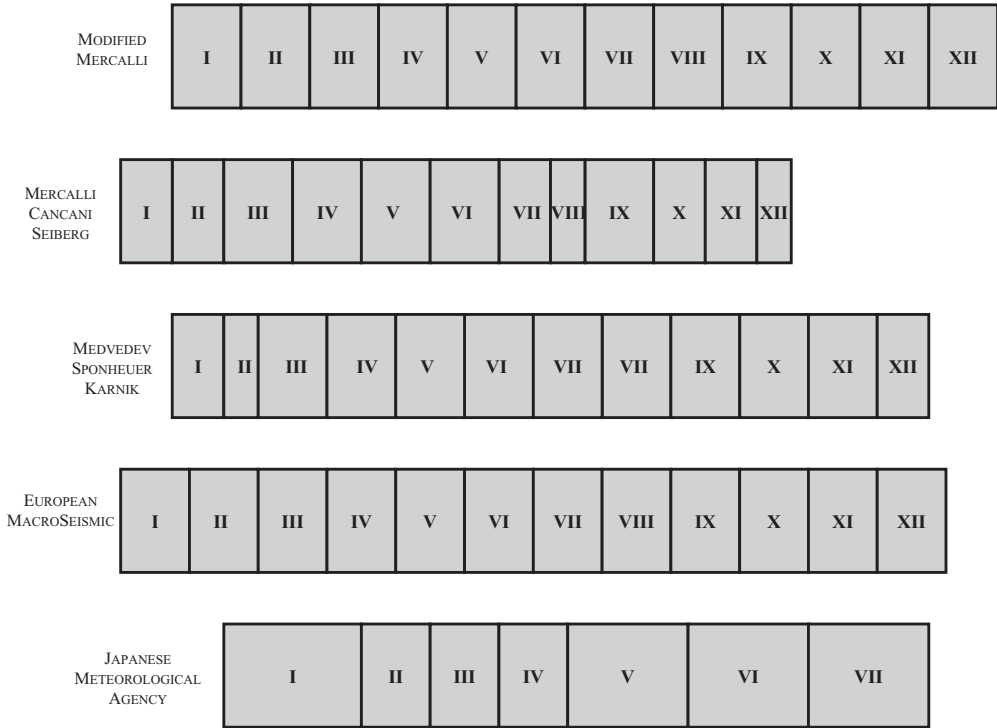 MODIFIED
MERCALLI
I II III IV V VI VII VIII IX X XI XII
MERCALLI
CANCANI
SEIBERG
I II III IV V VI VII VIII IX X XI XII
MEDVEDEV
SPONHEUER
KARNIK
I II III IV V VI VII VII IX X XI XII
EUROPEAN
MACROSEISMIC
I II III IV V VI VII VIII IX X XI XII
JAPANESE
METEOROLOGICAL
AGENCY
I II III IV V VI VII